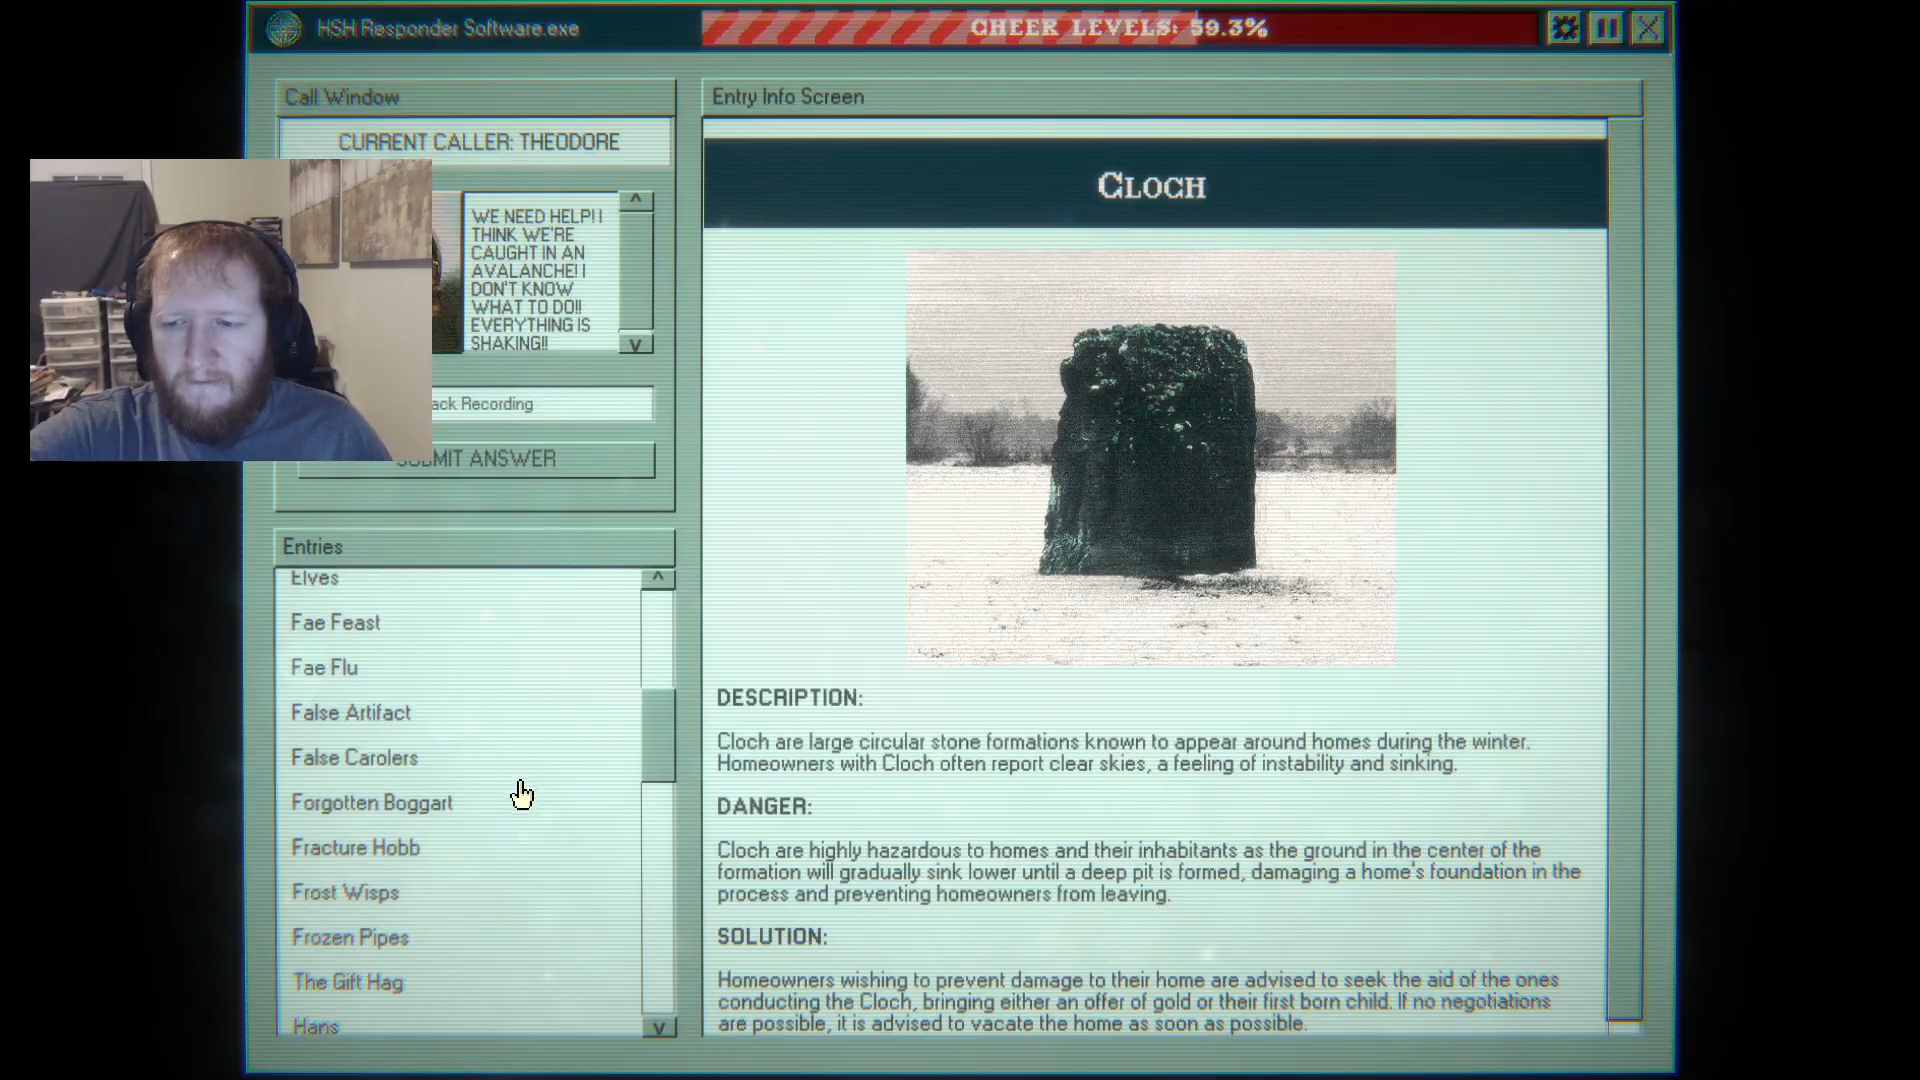 HSH Responder Software.exe
CHEER LEVELS: 59.3%
Call Window
CURRENT CALLER: THEODORE
WE NEED HELP! I
THINK WE'RE
CAUGHT IN AN
AVALANCHE! I
DON'T KNOW
WHAT TO DO!!
EVERYTHING IS
SHAKING!!
Recording
SUBMIT ANSWER
Entries
Elves
Fae Feast
Fae Flu
False Artifact
False Carolers
Forgotten Boggart
Fracture Hobb
Frost Wisps
Frozen Pipes
The Gift Hag
Hans
Entry Info Screen
CLOCH
DESCRIPTION:
Cloch are large circular stone formations known to appear around homes during the winter.
Homeowners with Cloch often report clear skies, a feeling of instability and sinking.
DANGER:
Cloch are highly hazardous to homes and their inhabitants as the ground in the center of the
formation will gradually sink lower until a deep pit is formed, damaging a home's foundation in the
process and preventing homeowners from leaving.
SOLUTION:
Homeowners wishing to prevent damage to their home are advised to seek the aid of the ones
conducting the Cloch, bringing either an offer of gold or their first born child. If no negotiations
are possible, it is advised to vacate the home as soon as possible.